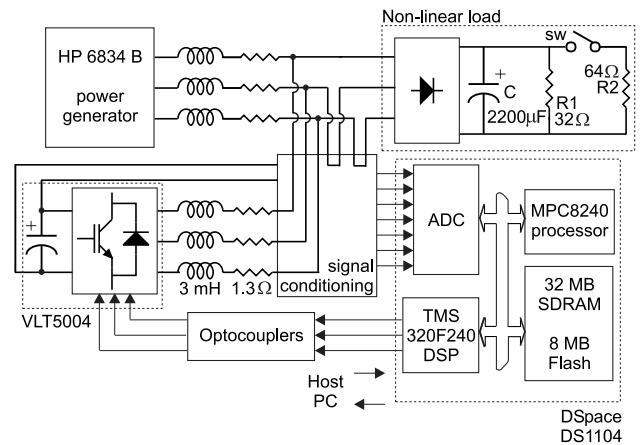 Non-linear load
HP 6834 B
power
generator
sw
+
C
2200µF
R1
32Ω
64Ω
R2
+
VLT5004
3 mH
1.3Ω
signal
conditioning
ADC
MPC8240
processor
TMS
320F240
DSP
32 MB
SDRAM
8 MB
Flash
Optocouplers
Host
PC
DSpace
DS1104